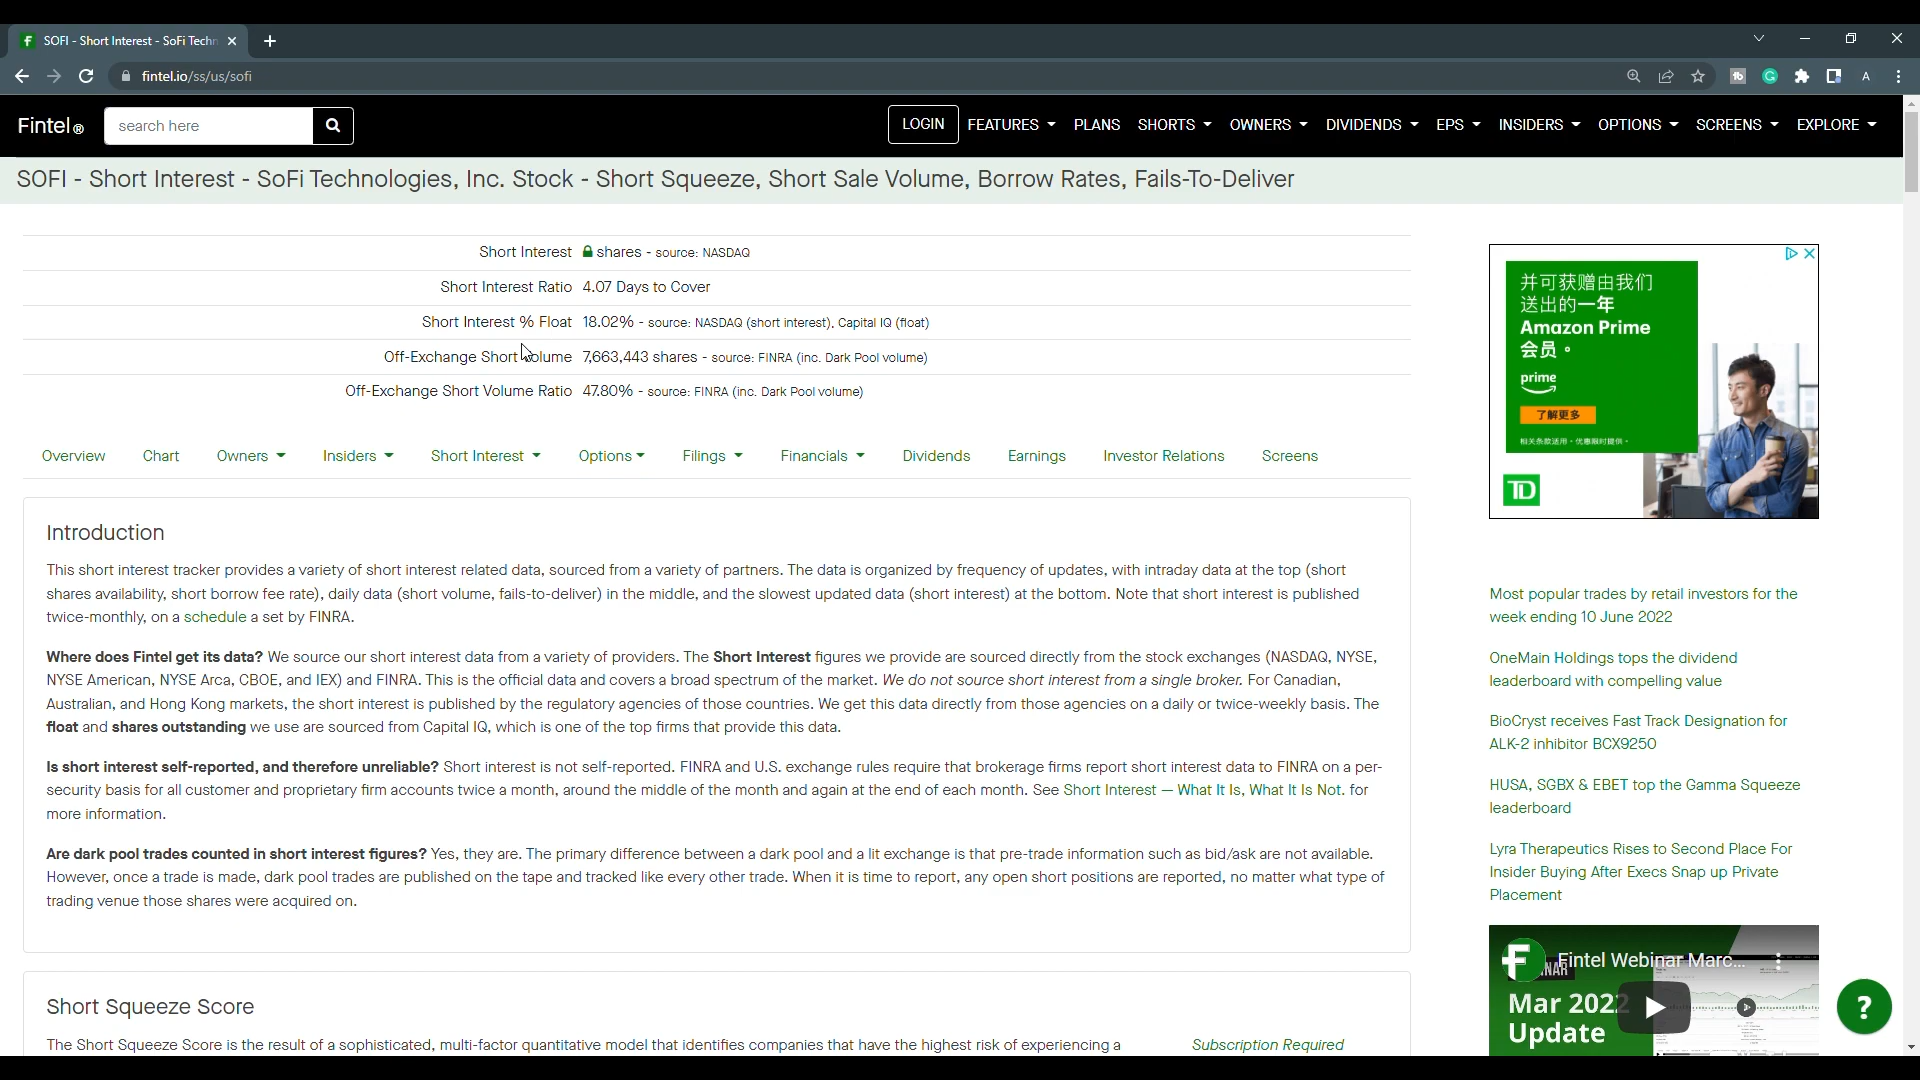 SOFI - Short Interest - SoFi Techn
fintel.io/ss/us/sofi
A
Fintel®
search here
LOGIN FEATURES PLANS SHORTS OWNERS DIVIDENDS EPS INSIDERS OPTIONS SCREENS EXPLORE
SOFI - Short Interest - SoFi Technologies, Inc. Stock - Short Squeeze, Short Sale Volume, Borrow Rates, Fails-To-Deliver
Short Interest shares - source: NASDAQ
Short Interest Ratio 4.07 Days to Cover
Short Interest % Float 18.02% - source: NASDAQ (short interest), Capital IQ (float)
Off-Exchange Short Volume 7,663,443 shares - source: FINRA (inc. Dark Pool volume)
Off-Exchange Short Volume Ratio 47.80% - source: FINRA (inc. Dark Pool volume)
Overview Chart Owners Insiders Short Interest Options Filings Financials Dividends Earnings Investor Relations Screens
Introduction
This short interest tracker provides a variety of short interest related data, sourced from a variety of partners. The data is organized by frequency of updates, with intraday data at the top (short
shares availability, short borrow fee rate), daily data (short volume, fails-to-deliver) in the middle, and the slowest updated data (short interest) at the bottom. Note that short interest is published
twice-monthly, on a schedule a set by FINRA.
Where does Fintel get its data? We source our short interest data from a variety of providers. The Short Interest figures we provide are sourced directly from the stock exchanges (NASDAQ, NYSE,
NYSE American, NYSE Arca, CBOE, and IEX) and FINRA. This is the official data and covers a broad spectrum of the market. We do not source short interest from a single broker. For Canadian,
Australian, and Hong Kong markets, the short interest is published by the regulatory agencies of those countries. We get this data directly from those agencies on a daily or twice-weekly basis. The
float and shares outstanding we use are sourced from Capital IQ, which is one of the top firms that provide this data.
Is short interest self-reported, and therefore unreliable? Short interest is not self-reported. FINRA and U.S. exchange rules require that brokerage firms report short interest data to FINRA on a per-
security basis for all customer and proprietary firm accounts twice a month, around the middle of the month and again at the end of each month. See Short Interest — What It Is, What It Is Not. for
more information.
Are dark pool trades counted in short interest figures? Yes, they are. The primary difference between a dark pool and a lit exchange is that pre-trade information such as bid/ask are not available.
However, once a trade is made, dark pool trades are published on the tape and tracked like every other trade. When it is time to report, any open short positions are reported, no matter what type of
trading venue those shares were acquired on.
Short Squeeze Score
The Short Squeeze Score is the result of a sophisticated, multi-factor quantitative model that identifies companies that have the highest risk of experiencing a
Subscription Required
并可获赠由我们
送出的一年
Amazon Prime
会员。
prime
了解更多
相关条款适用。优惠限时提供。
TD
Most popular trades by retail investors for the
week ending 10 June 2022
OneMain Holdings tops the dividend
leaderboard with compelling value
BioCryst receives Fast Track Designation for
ALK-2 inhibitor BCX9250
HUSA, SGBX & EBET top the Gamma Squeeze
leaderboard
Lyra Therapeutics Rises to Second Place For
Insider Buying After Execs Snap up Private
Placement
Fintel Webinar Marc...
Mar 2022
Update
?